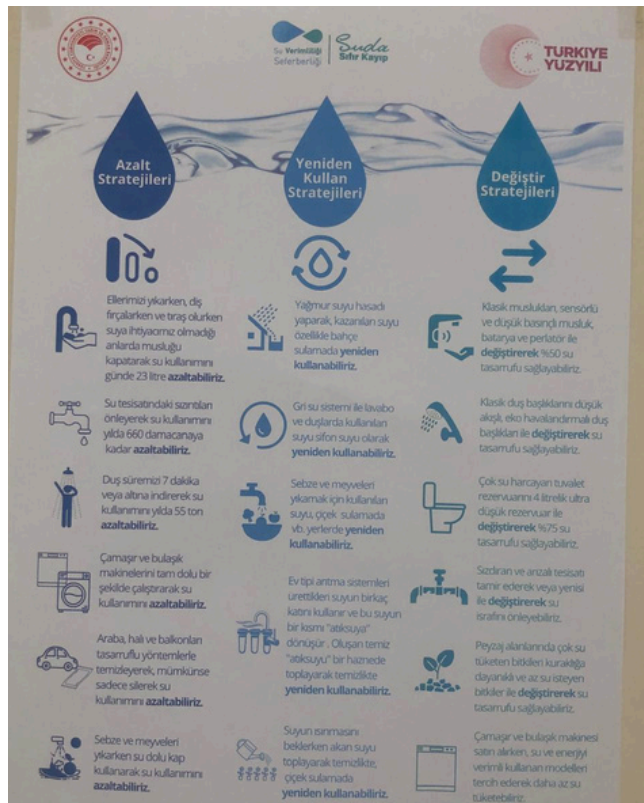 Su Verimliliği
Seferberliği
Suda
Sıfır Kayıp
TÜRKİYE
YÜZYILI
Azalt
Stratejileri
Ellerimizi yıkarken, diş
fırçalarken ve tıraş olurken
suya ihtiyacımız olmadığı
anlarda musluğu
kapatarak su kullanımını
günde 23 litre azaltabiliriz.
Su tesisatındaki sızıntıları
önleyerek su kullanımını
yılda 660 damacanaya
kadar azaltabiliriz.
Duş süremizi 7 dakika
veya altına indirerek su
kullanımını yılda 55 ton
azaltabiliriz.
Çamaşır ve bulaşık
makinelerini tam dolu bir
şekilde çalıştırarak su
kullanımını azaltabiliriz.
Araba, halı ve balkonları
tasarruflu yöntemlerle
temizleyerek, mümkünse
sadece silerek su
kullanımını azaltabiliriz.
Sebze ve meyveleri
yıkarken su dolu kap
kullanarak su kullanımını
azaltabiliriz.
Yeniden
Kullan
Stratejileri
Yağmur suyu hasadı
yaparak, kazanılan suyu
özellikle bahçe
sulamada yeniden
kullanabiliriz.
Gri su sistemi ile lavabo
ve duşlarda kullanılan
suyu sifon suyu olarak
yeniden kullanabiliriz.
Sebze ve meyveleri
yıkamak için kullanılan
suyu, çiçek sulamada
vb. yerlerde yeniden
kullanabiliriz.
Ev tipi arıtma sistemleri
ürettikleri suyun birkaç
katını kullanır ve bu suyun
bir kısmı "atıksuya"
dönüşür. Oluşan temiz
"atıksuyu" bir haznede
toplayarak temizlikte
yeniden kullanabiliriz.
Suyun ısınmasını
beklerken akan suyu
toplayarak temizlikte,
çiçek sulamada
yeniden kullanabiliriz.
Değiştir
Stratejileri
Klasik muslukları, sensörlü
ve düşük basınçlı musluk,
batarya ve perlatör ile
değiştirerek %50 su
tasarrufu sağlayabiliriz.
Klasik duş başlıklarını düşük
akışlı, eko havalandırmalı duş
başlıkları ile değiştirerek su
tasarrufu sağlayabiliriz.
Çok su harcayan tuvalet
rezervuarını 4 litrelik ultra
düşük rezervuar ile
değiştirerek %75 su
tasarrufu sağlayabiliriz.
Sızdıran ve arızalı tesisatı
tamir ederek veya yenisi
ile değiştirerek su
israfını önleyebiliriz.
Peyzaj alanlarında çok su
tüketen bitkileri kuraklığa
dayanıklı ve az su isteyen
bitkiler ile değiştirerek su
tasarrufu sağlayabiliriz.
Çamaşır ve bulaşık makinesi
satın alırken, su ve enerjiyi
verimli kullanan modelleri
tercih ederek daha az su
tüketebiliriz.